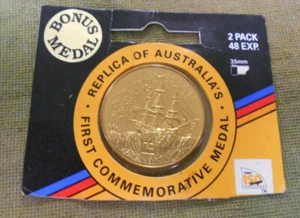 BONUS
MEDAL
2 PACK
48 EXP.
35mm
· REPLICA OF AUSTRALIA'S ·
FIRST COMMEMORATIVE MEDAL